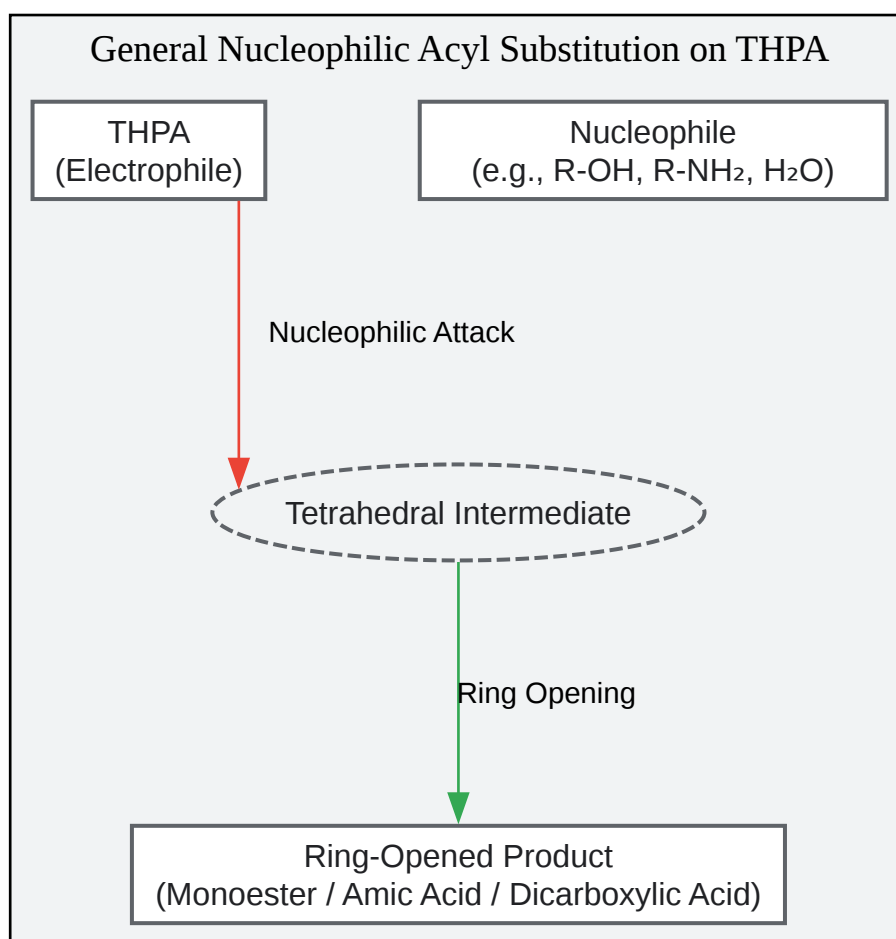 General Nucleophilic Acyl Substitution on THPA
THPA
(Electrophile)
Nucleophile
(e.g., R-OH, R-NH₂, H₂O)
Nucleophilic Attack
Tetrahedral Intermediate
Ring Opening
Ring-Opened Product
(Monoester / Amic Acid / Dicarboxylic Acid)